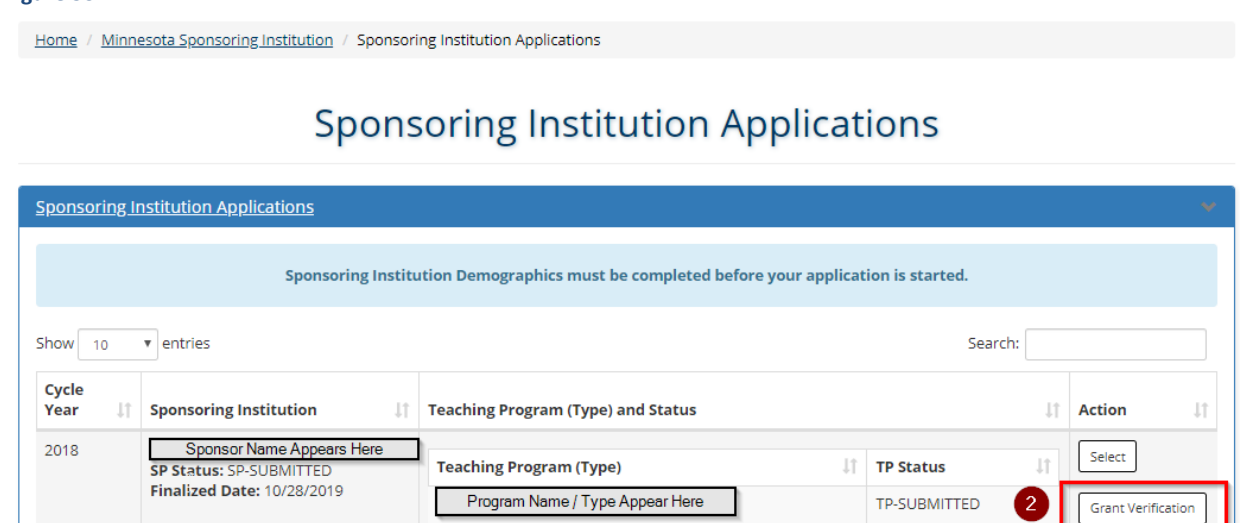 Home / Minnesota Sponsoring Institution / Sponsoring Institution Applications
Sponsoring Institution Applications
Sponsoring Institution Applications
Sponsoring Institution Demographics must be completed before your application is started.
Show 10 entries Search:
Cycle Year Sponsoring Institution Teaching Program (Type) and Status Action
2018 Sponsor Name Appears Here Select
SP Status: SP-SUBMITTED Teaching Program (Type) TP Status
Finalized Date: 10/28/2019
Program Name / Type Appear Here TP-SUBMITTED 2 Grant Verification